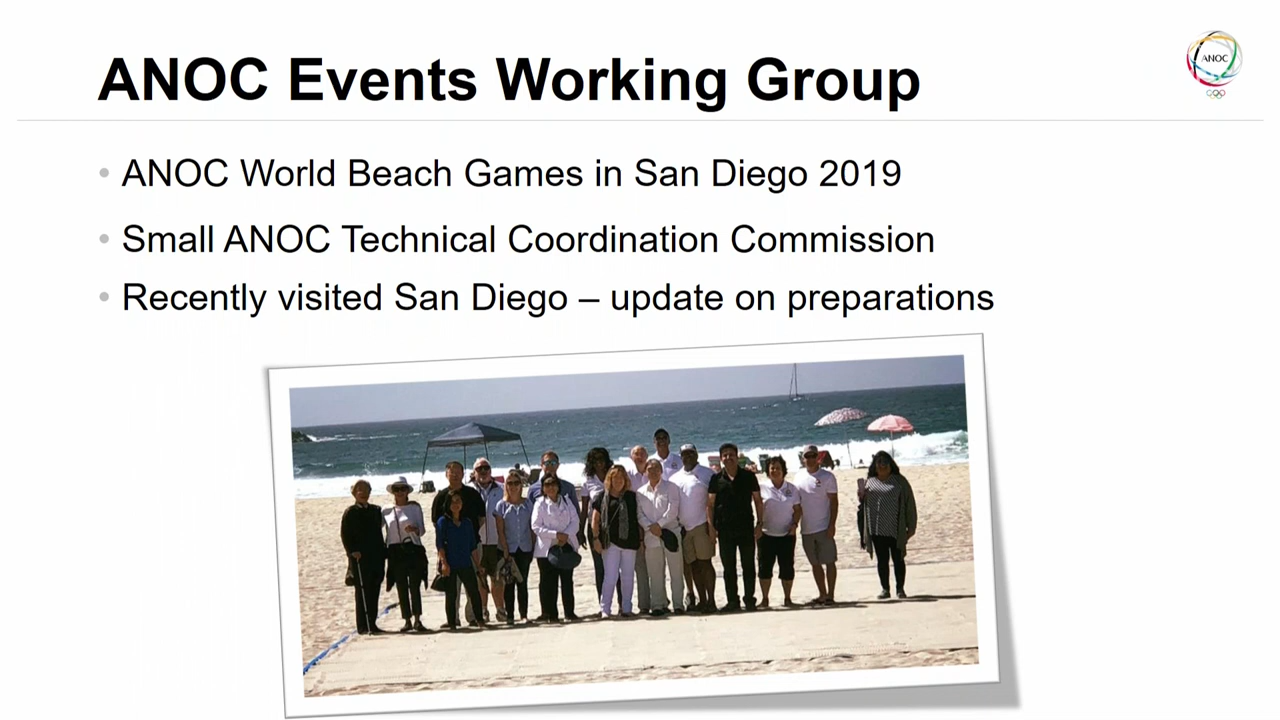 ANOC Events Working Group
ANOC
• ANOC World Beach Games in San Diego 2019
• Small ANOC Technical Coordination Commission
• Recently visited San Diego – update on preparations